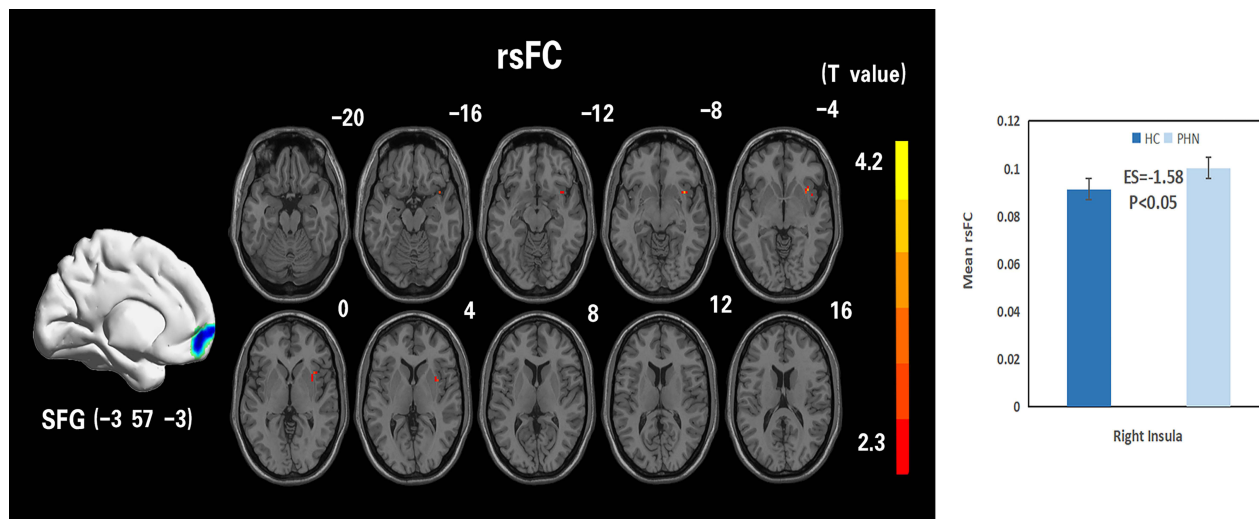 rsFC
(T value)
−20
−16
−12
−8
−4
4.2
0
4
8
12
16
2.3
SFG (−3 57 −3)
0.12
0.1
0.08
0.06
0.04
0.02
0
Mean rsFC
HC
PHN
ES=-1.58
P<0.05
Right Insula